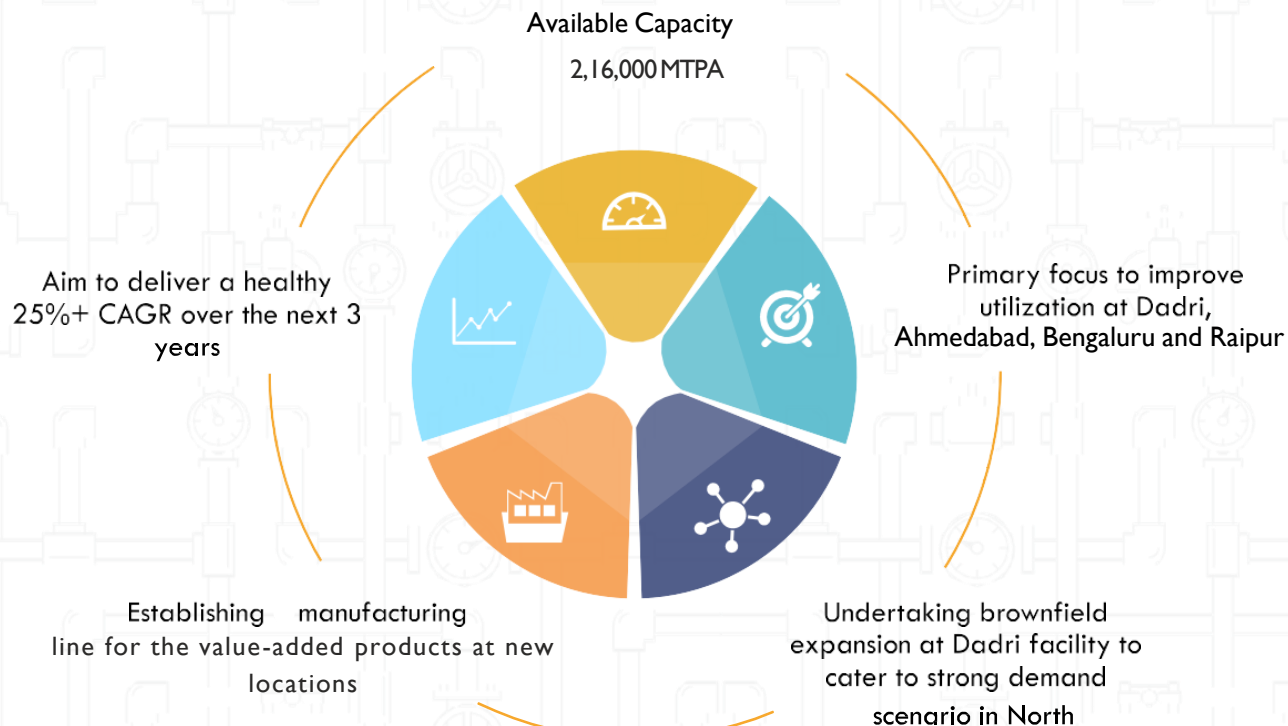 Available Capacity
2,16,000 MTPA
Primary focus to improve
utilization at Dadri,
Ahmedabad, Bengaluru and Raipur
Undertaking brownfield
expansion at Dadri facility to
cater to strong demand
scenario in North
Establishing manufacturing
line for the value-added products at new
locations
Aim to deliver a healthy
25%+ CAGR over the next 3
years